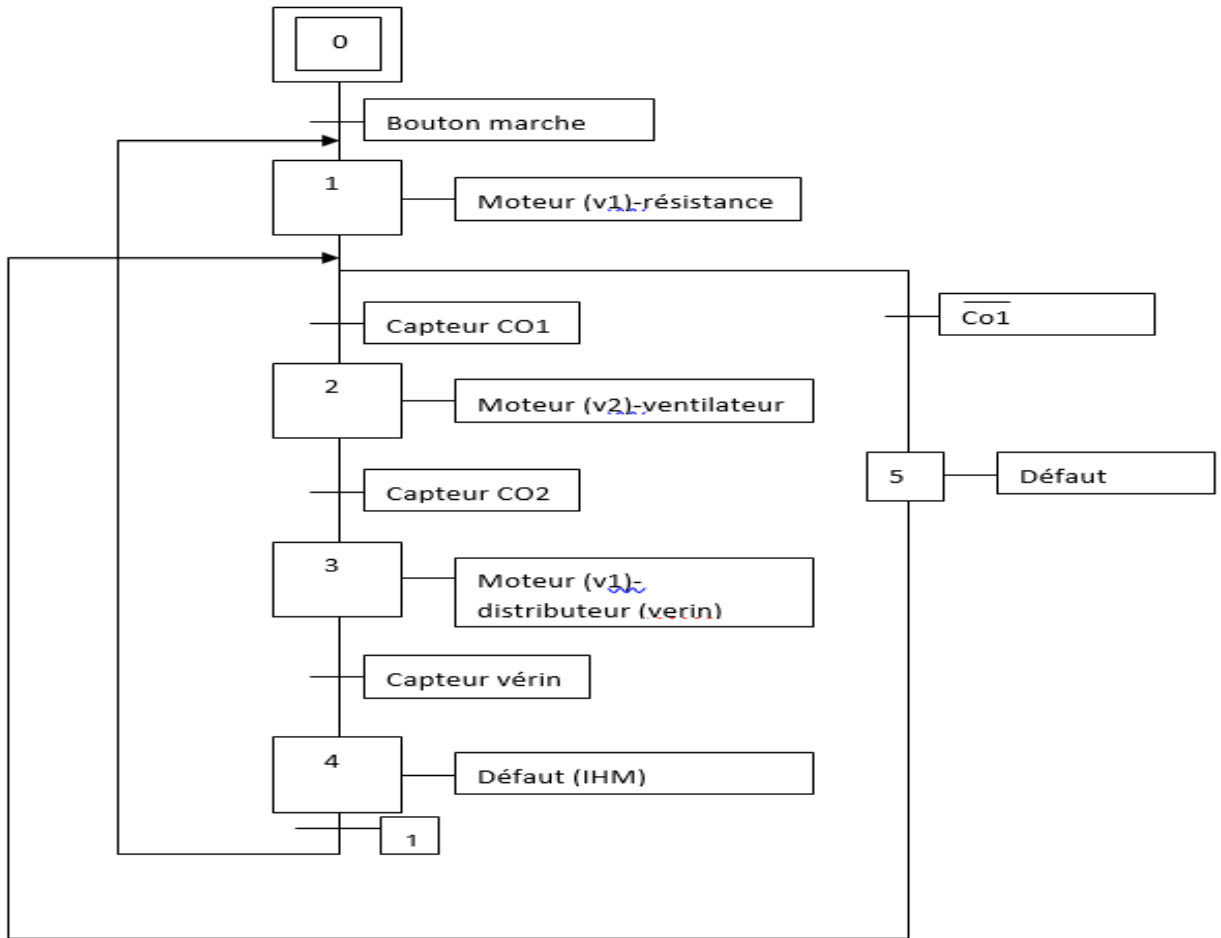 0
Bouton marche
1
Moteur (v1)-résistance
Capteur CO1
C̅o̅1̅
2
Moteur (v2)-ventilateur
5
Défaut
Capteur CO2
3
Moteur (v1)-
distributeur (verin)
Capteur vérin
4
Défaut (IHM)
1